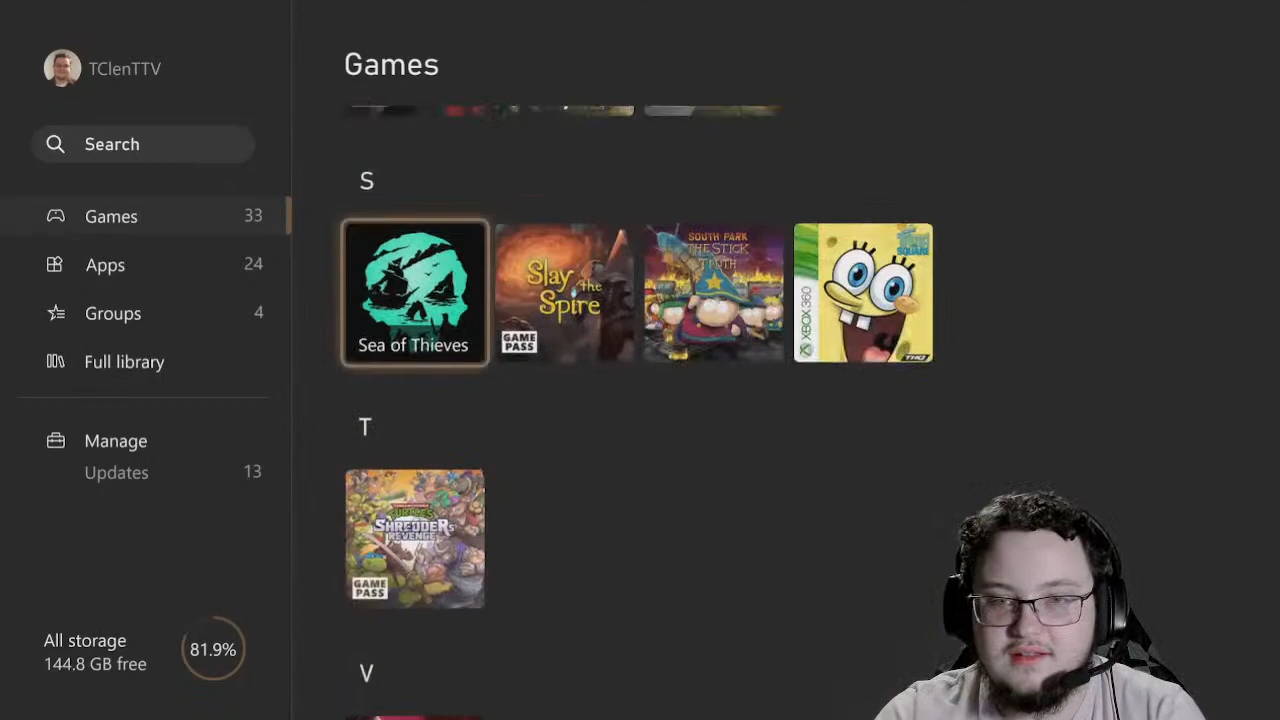 TClenTTV
Search
Games 33
Apps 24
Groups 4
Full library
Manage
Updates 13
All storage
144.8 GB free
81.9%
Games
S
Sea of Thieves
Slay
the
Spire
GAME
PASS
SOUTH PARK
THE STICK
TRUTH
XBOX 360
SQUARE
THQ
T
TURTLES
SHREDDER'S
REVENGE
GAME
PASS
V